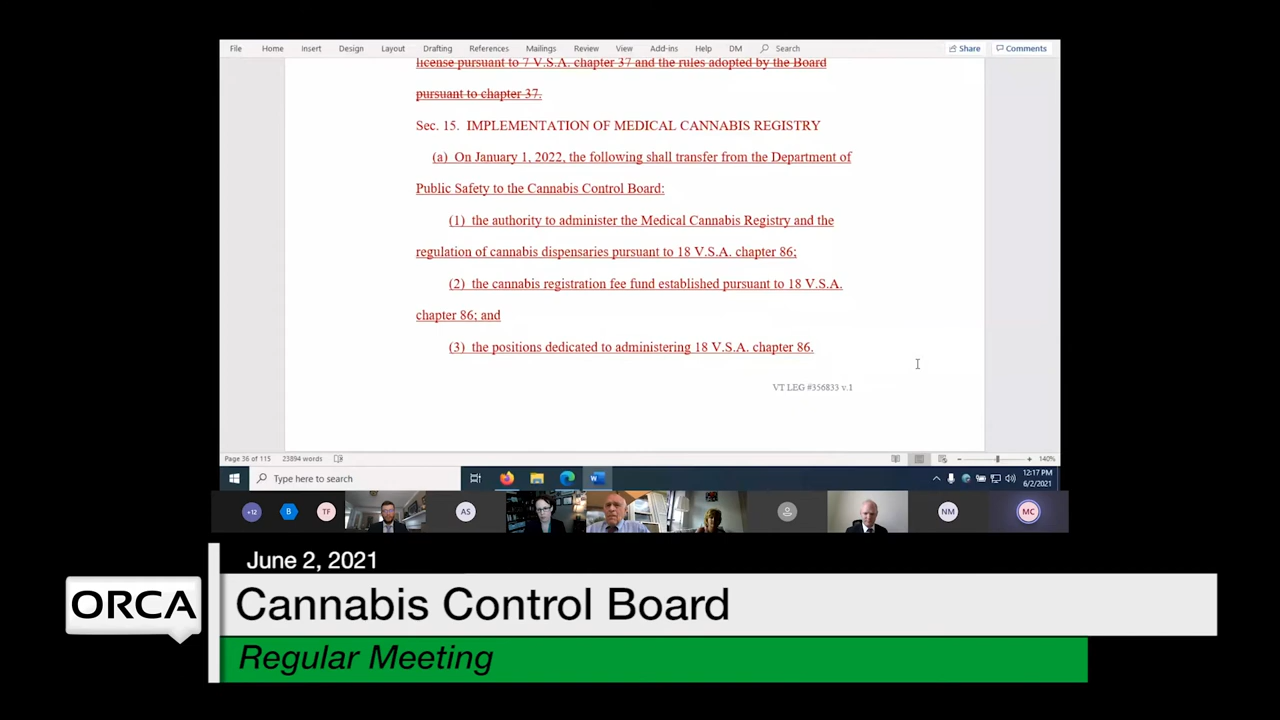 File Home Insert Design Layout Drafting References Mailings Review View Add-ins Help DM Search Share Comments
license pursuant to 7 V.S.A. chapter 37 and the rules adopted by the Board
pursuant to chapter 37.
Sec. 15. IMPLEMENTATION OF MEDICAL CANNABIS REGISTRY
(a) On January 1, 2022, the following shall transfer from the Department of
Public Safety to the Cannabis Control Board:
(1) the authority to administer the Medical Cannabis Registry and the
regulation of cannabis dispensaries pursuant to 18 V.S.A. chapter 86;
(2) the cannabis registration fee fund established pursuant to 18 V.S.A.
chapter 86; and
(3) the positions dedicated to administering 18 V.S.A. chapter 86.
VT LEG #356833 v.1
Page 36 of 115 23894 words 140%
Type here to search
12:17 PM
6/2/2021
+12 B TF AS NM MC
June 2, 2021
ORCA
Cannabis Control Board
Regular Meeting